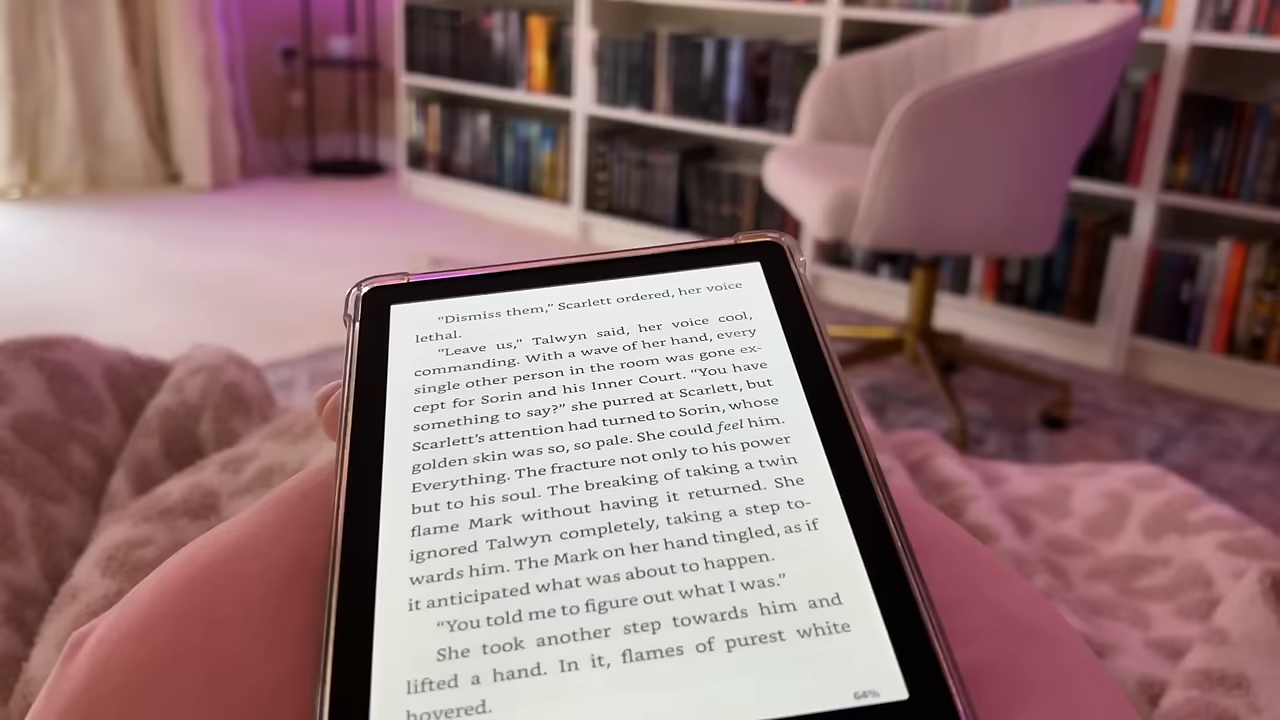 “Dismiss them,” Scarlett ordered, her voice
lethal.
“Leave us,” Talwyn said, her voice cool,
commanding. With a wave of her hand, every
single other person in the room was gone ex-
cept for Sorin and his Inner Court. “You have
something to say?” she purred at Scarlett, but
Scarlett’s attention had turned to Sorin, whose
golden skin was so, so pale. She could feel him.
Everything. The fracture not only to his power
but to his soul. The breaking of taking a twin
flame Mark without having it returned. She
ignored Talwyn completely, taking a step to-
wards him. The Mark on her hand tingled, as if
it anticipated what was about to happen.
“You told me to figure out what I was.”
She took another step towards him and
lifted a hand. In it, flames of purest white
hovered.
64%